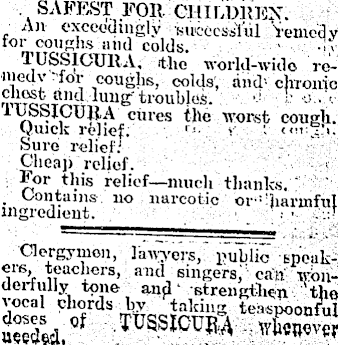 SAFEST FOR CHILDREN.
An exceedingly successful remedy
for coughs and colds.
TUSSICURA, the world-wide re-
medy for coughs, colds, and chronic
chest and lung troubles.
TUSSICURA cures the worst cough.
Quick relief.
Sure relief.
Cheap relief.
For this relief—much thanks.
Contains no narcotic or harmful
ingredient.
Clergymen, lawyers, public speak-
ers, teachers, and singers, can won-
derfully tone and strengthen the
vocal chords by taking teaspoonful
doses of TUSSICURA whenever
needed.